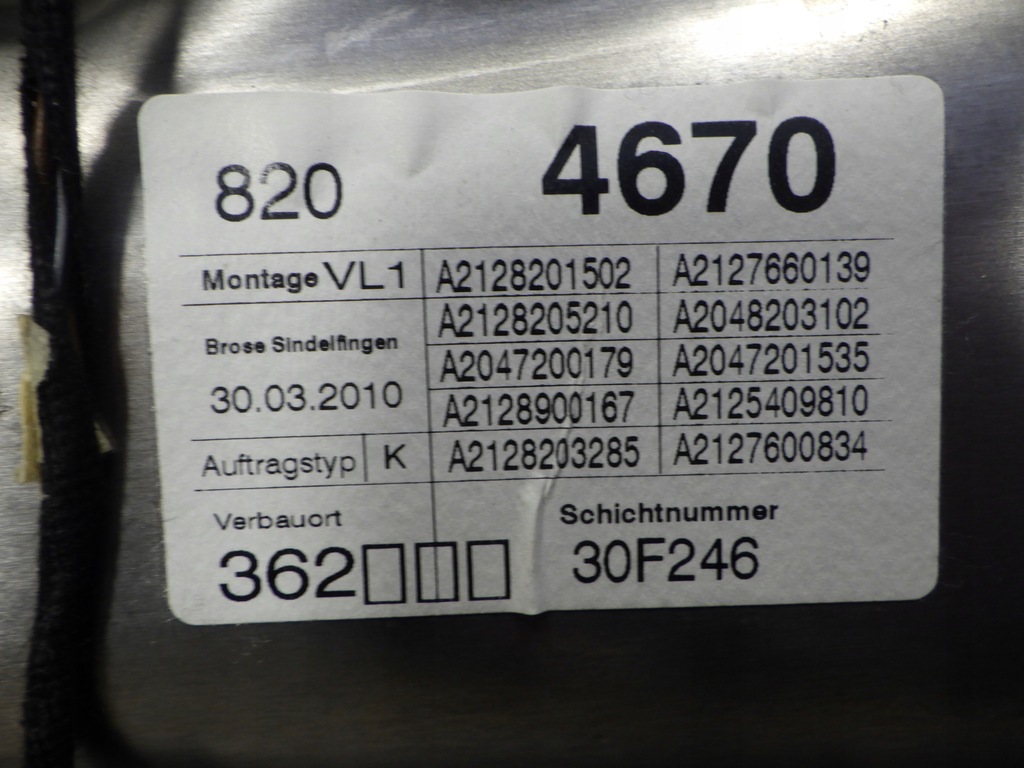 820 4670
Montage VL1 A2128201502 A2127660139
A2128205210 A2048203102
Brose Sindelfingen
A2047200179 A2047201535
30.03.2010 A2128900167 A2125409810
Auftragstyp K A2128203285 A2127600834
Verbauort Schichtnummer
362□□□ 30F246